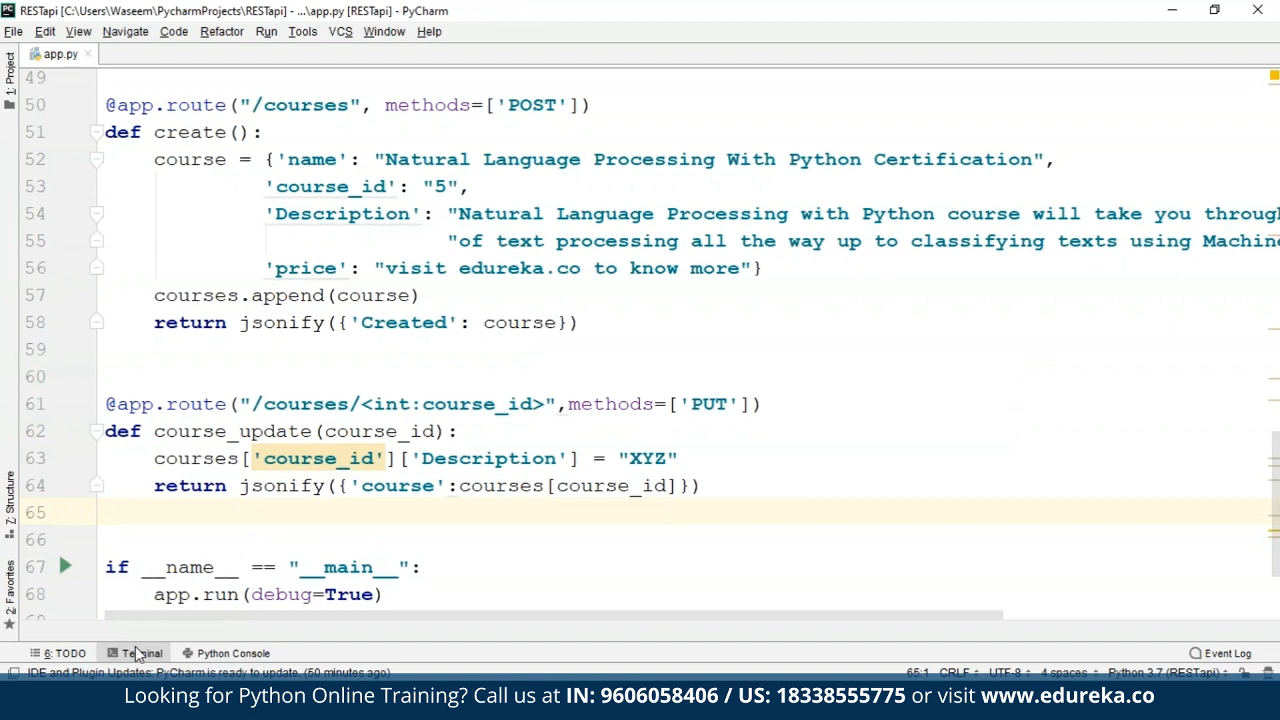 RESTapi [C:\Users\Waseem\PycharmProjects\RESTapi] - ...\app.py [RESTapi] - PyCharm
File Edit View Navigate Code Refactor Run Tools VCS Window Help
app.py
1: Project
49
50 @app.route("/courses", methods=['POST'])
51 def create():
52 course = {'name': "Natural Language Processing With Python Certification",
53 'course_id': "5",
54 'Description': "Natural Language Processing with Python course will take you through
55 "of text processing all the way up to classifying texts using Machine
56 'price': "visit edureka.co to know more"}
57 courses.append(course)
58 return jsonify({'Created': course})
59
60
61 @app.route("/courses/<int:course_id>",methods=['PUT'])
62 def course_update(course_id):
63 courses['course_id']['Description'] = "XYZ"
64 return jsonify({'course':courses[course_id]})
65
66
67 if __name__ == "__main__":
68 app.run(debug=True)
7: Structure
2: Favorites
6: TODO Terminal Python Console Event Log
IDE and Plugin Updates: PyCharm is ready to update. (50 minutes ago) 65:1 CRLF UTF-8 4 spaces Python 3.7 (RESTapi)
Looking for Python Online Training? Call us at IN: 9606058406 / US: 18338555775 or visit www.edureka.co